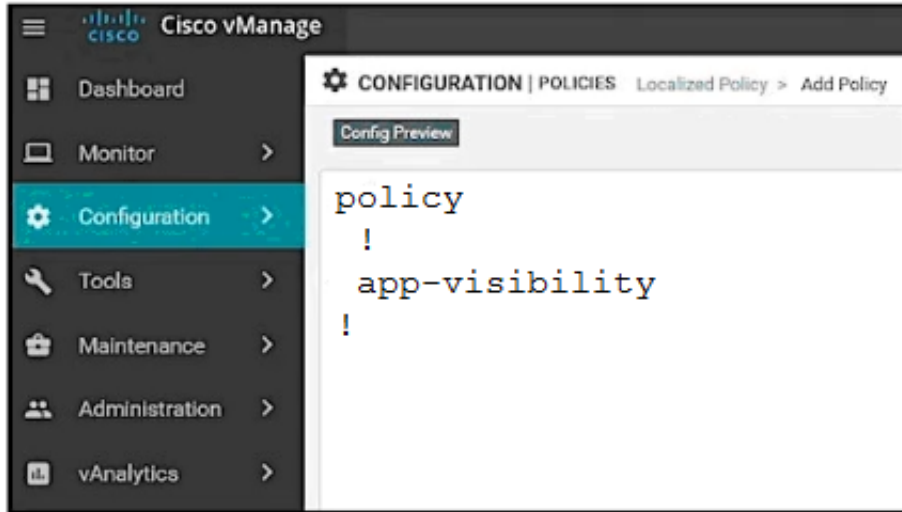 CISCO Cisco vManage
Dashboard
Monitor
Configuration
Tools
Maintenance
Administration
vAnalytics
CONFIGURATION | POLICIES Localized Policy > Add Policy
Config Preview
policy
!
app-visibility
!